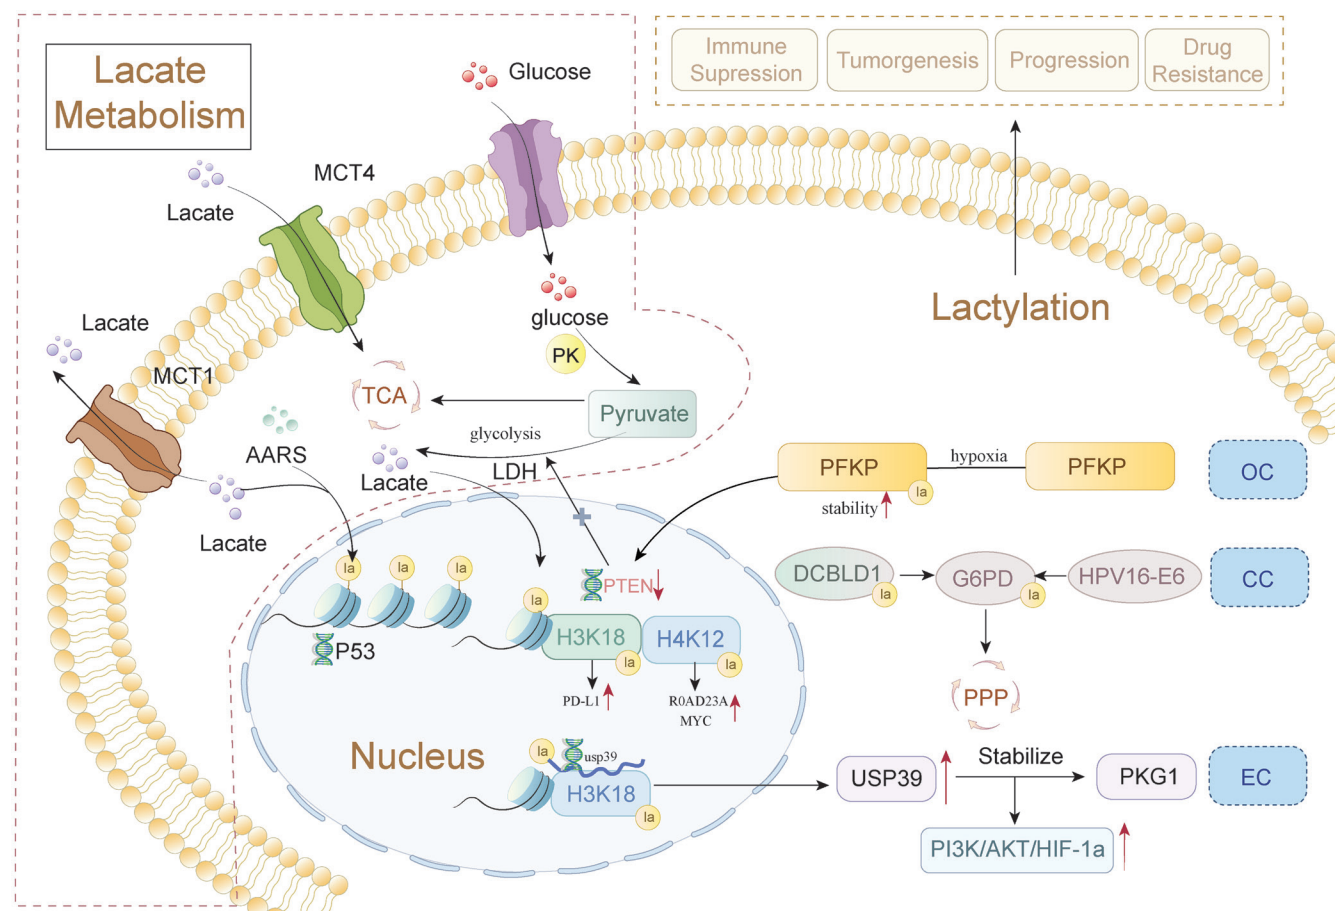 Lacate
Metabolism
Glucose
Immune
Supression
Tumorgenesis
Progression
Drug
Resistance
MCT4
Lacate
Lacate
MCT1
glucose
PK
Lactylation
TCA
Pyruvate
glycolysis
AARS
Lacate
LDH
Lacate
PFKP
la
stability
hypoxia
PFKP
OC
la
la
la
P53
PTEN
la
H3K18
la
H4K12
la
PD-L1
R0AD23A
MYC
DCBLD1
la
G6PD
la
HPV16-E6
CC
PPP
Nucleus
la
usp39
H3K18
la
USP39
Stabilize
PKG1
EC
PI3K/AKT/HIF-1a